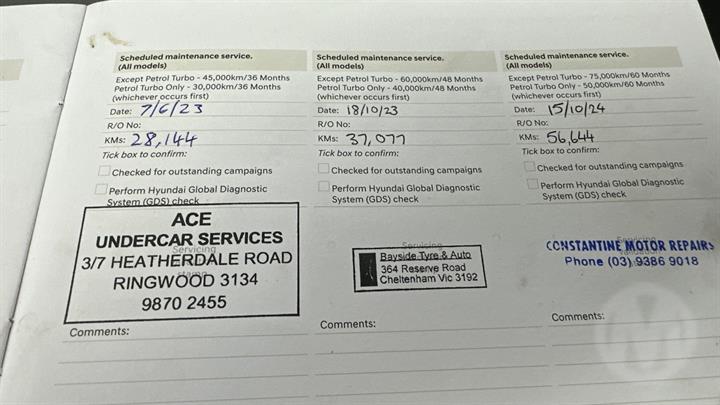 Scheduled maintenance service.
(All models)
Except Petrol Turbo - 45,000km/36 Months
Petrol Turbo Only - 30,000km/36 Months
(whichever occurs first)
Date: 7/6/23
R/O No:
KMs: 28,144
Tick box to confirm:
Checked for outstanding campaigns
Perform Hyundai Global Diagnostic
System (GDS) check
Servicing
stamp
ACE
UNDERCAR SERVICES
3/7 HEATHERDALE ROAD
RINGWOOD 3134
9870 2455
Comments:
Scheduled maintenance service.
(All models)
Except Petrol Turbo - 60,000km/48 Months
Petrol Turbo Only - 40,000km/48 Months
(whichever occurs first)
Date: 18/10/23
R/O No:
KMs: 37,077
Tick box to confirm:
Checked for outstanding campaigns
Perform Hyundai Global Diagnostic
System (GDS) check
Servicing
Bayside Tyre & Auto
364 Reserve Road
Cheltenham Vic 3192
Comments:
Scheduled maintenance service.
(All models)
Except Petrol Turbo - 75,000km/60 Months
Petrol Turbo Only - 50,000km/60 Months
(whichever occurs first)
Date: 15/10/24
R/O No:
KMs: 56,644
Tick box to confirm:
Checked for outstanding campaigns
Perform Hyundai Global Diagnostic
System (GDS) check
Servicing
CONSTANTINE MOTOR REPAIRS
Phone (03) 9386 9018
Comments: